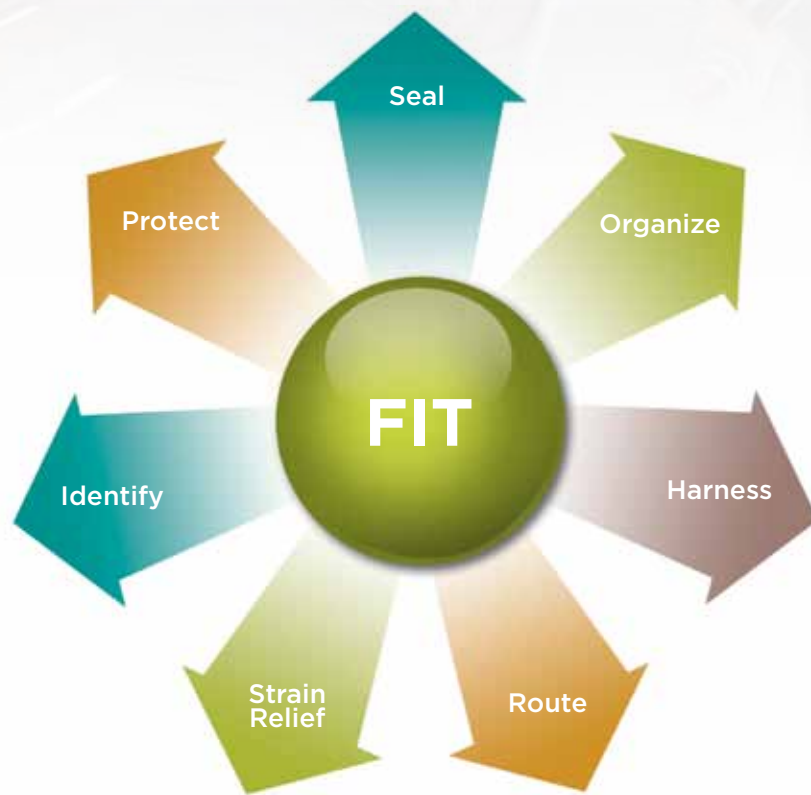 Seal
Organize
Protect
FIT
Harness
Identify
Strain
Relief
Route